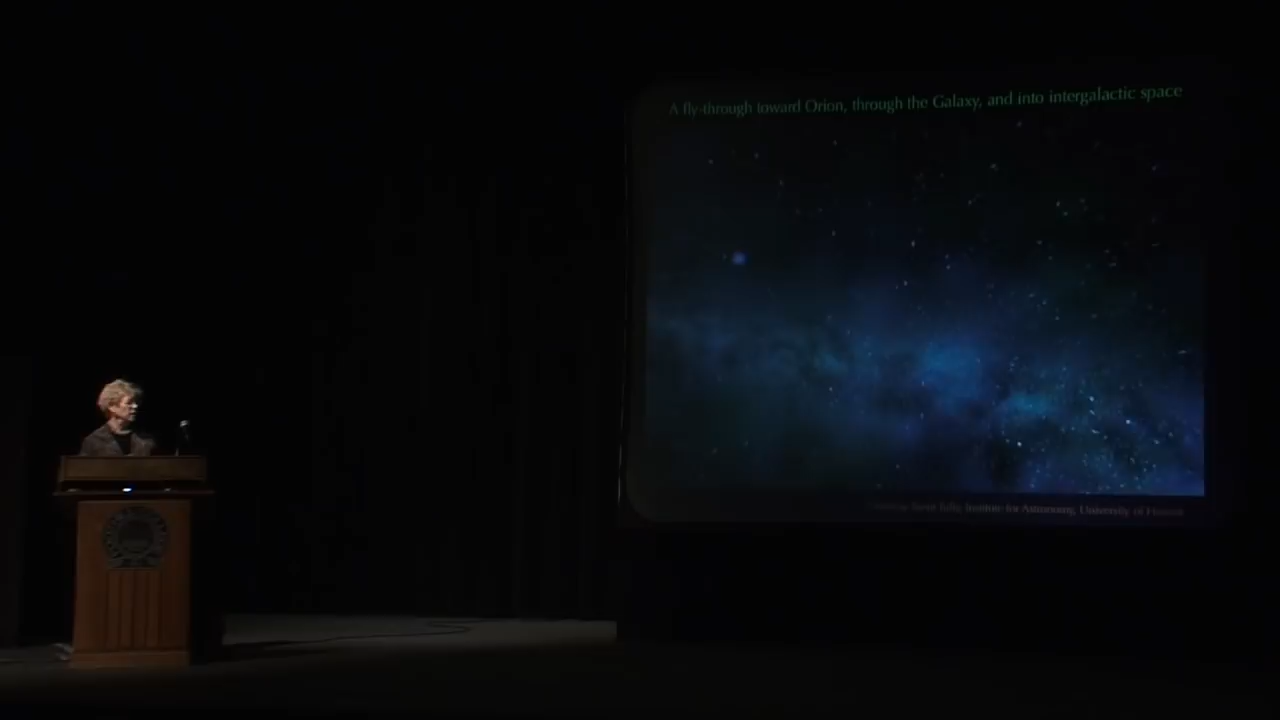 A fly-through toward Orion, through the Galaxy, and into intergalactic space
Institute for Astronomy, University of Hawaii